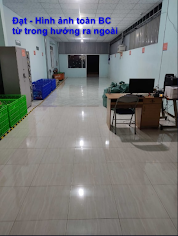 Đạt - Hình ảnh toàn BC
từ trong hướng ra ngoài